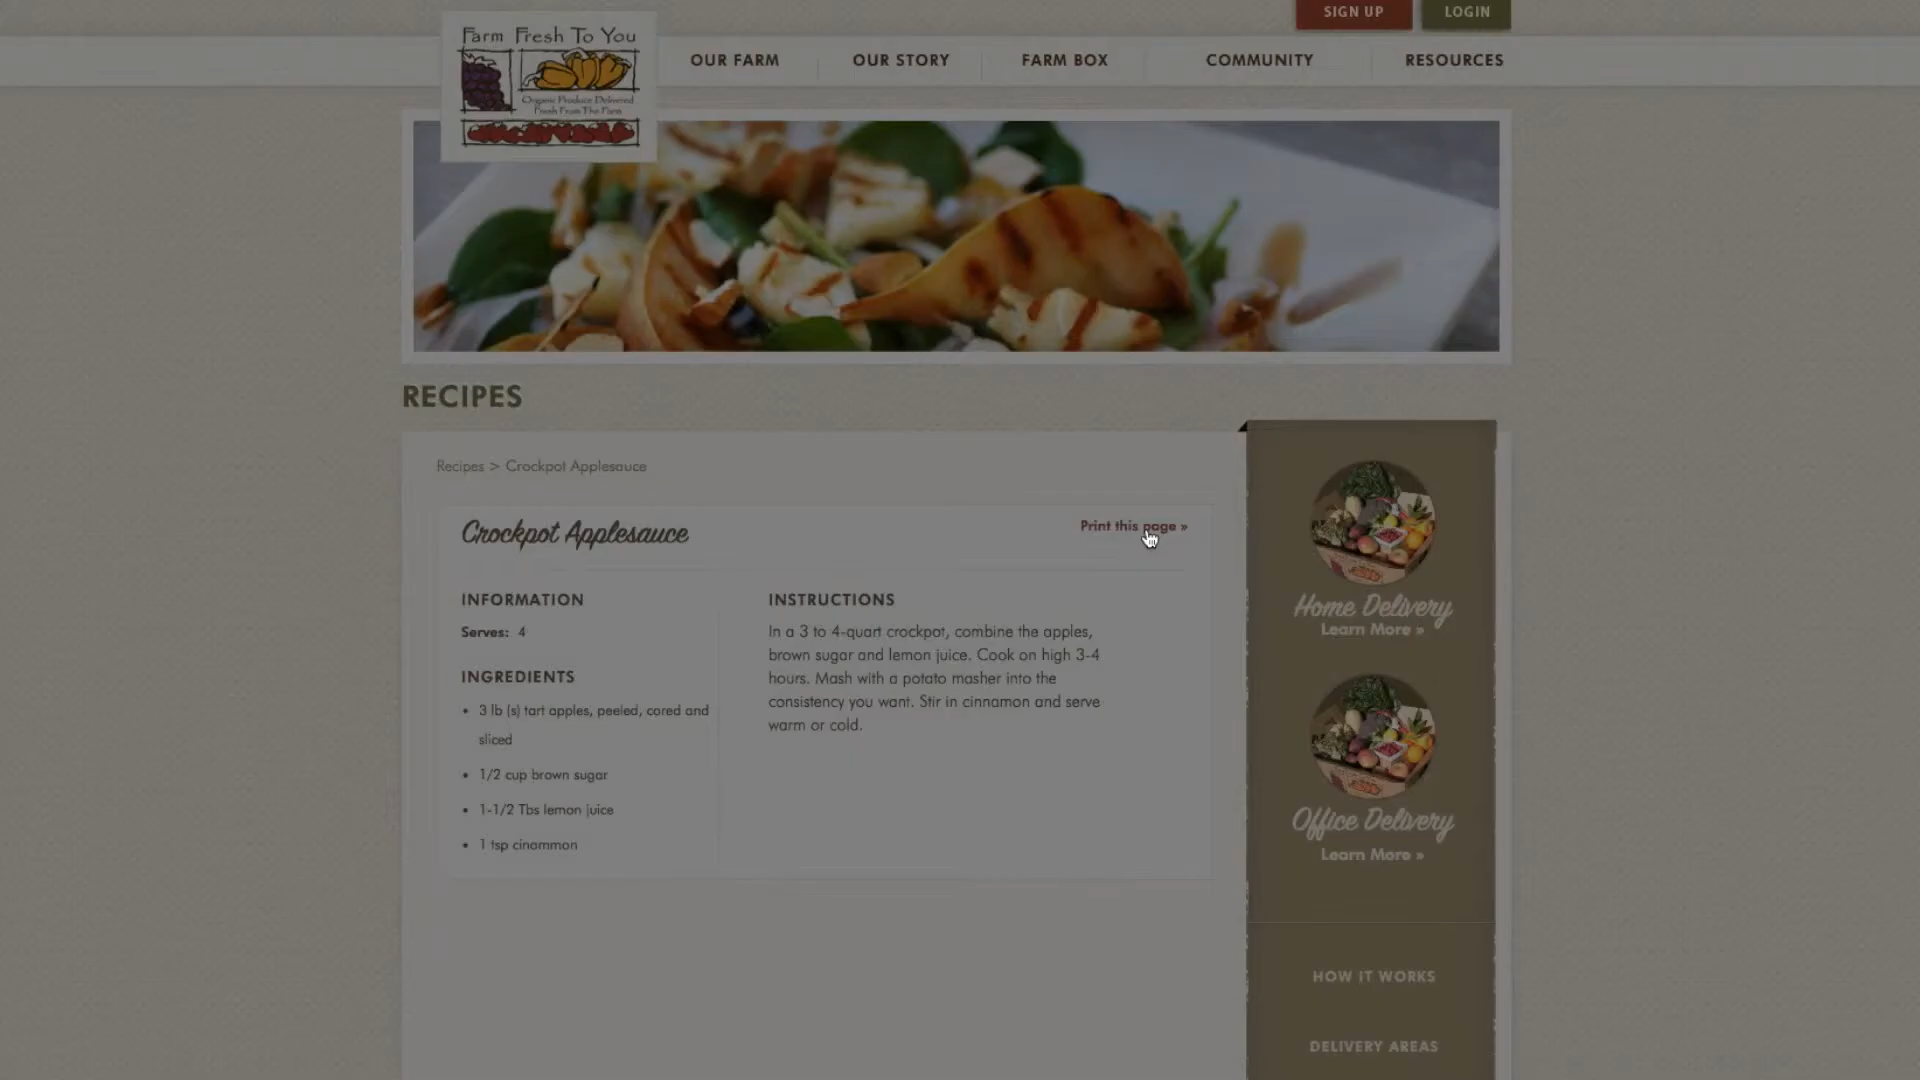 SIGN UP
LOGIN
Farm Fresh To You
Organic Produce Delivered
Fresh From The Farm
OUR FARM
OUR STORY
FARM BOX
COMMUNITY
RESOURCES
RECIPES
Recipes > Crockpot Applesauce
Crockpot Applesauce
Print this page »
INFORMATION
Serves: 4
INGREDIENTS
• 3 lb (s) tart apples, peeled, cored and
sliced
• 1/2 cup brown sugar
• 1-1/2 Tbs lemon juice
• 1 tsp cinammon
INSTRUCTIONS
In a 3 to 4-quart crockpot, combine the apples,
brown sugar and lemon juice. Cook on high 3-4
hours. Mash with a potato masher into the
consistency you want. Stir in cinnamon and serve
warm or cold.
Home Delivery
Learn More »
Office Delivery
Learn More »
HOW IT WORKS
DELIVERY AREAS